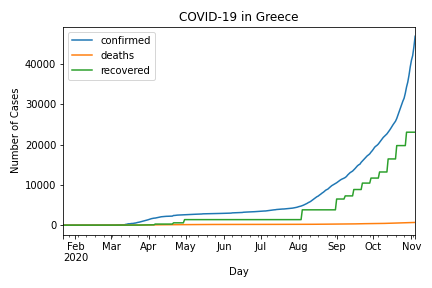 COVID-19 in Greece
confirmed
deaths
recovered
Number of Cases
40000
30000
20000
10000
0
Feb Mar Apr May Jun Jul Aug Sep Oct Nov
2020
Day